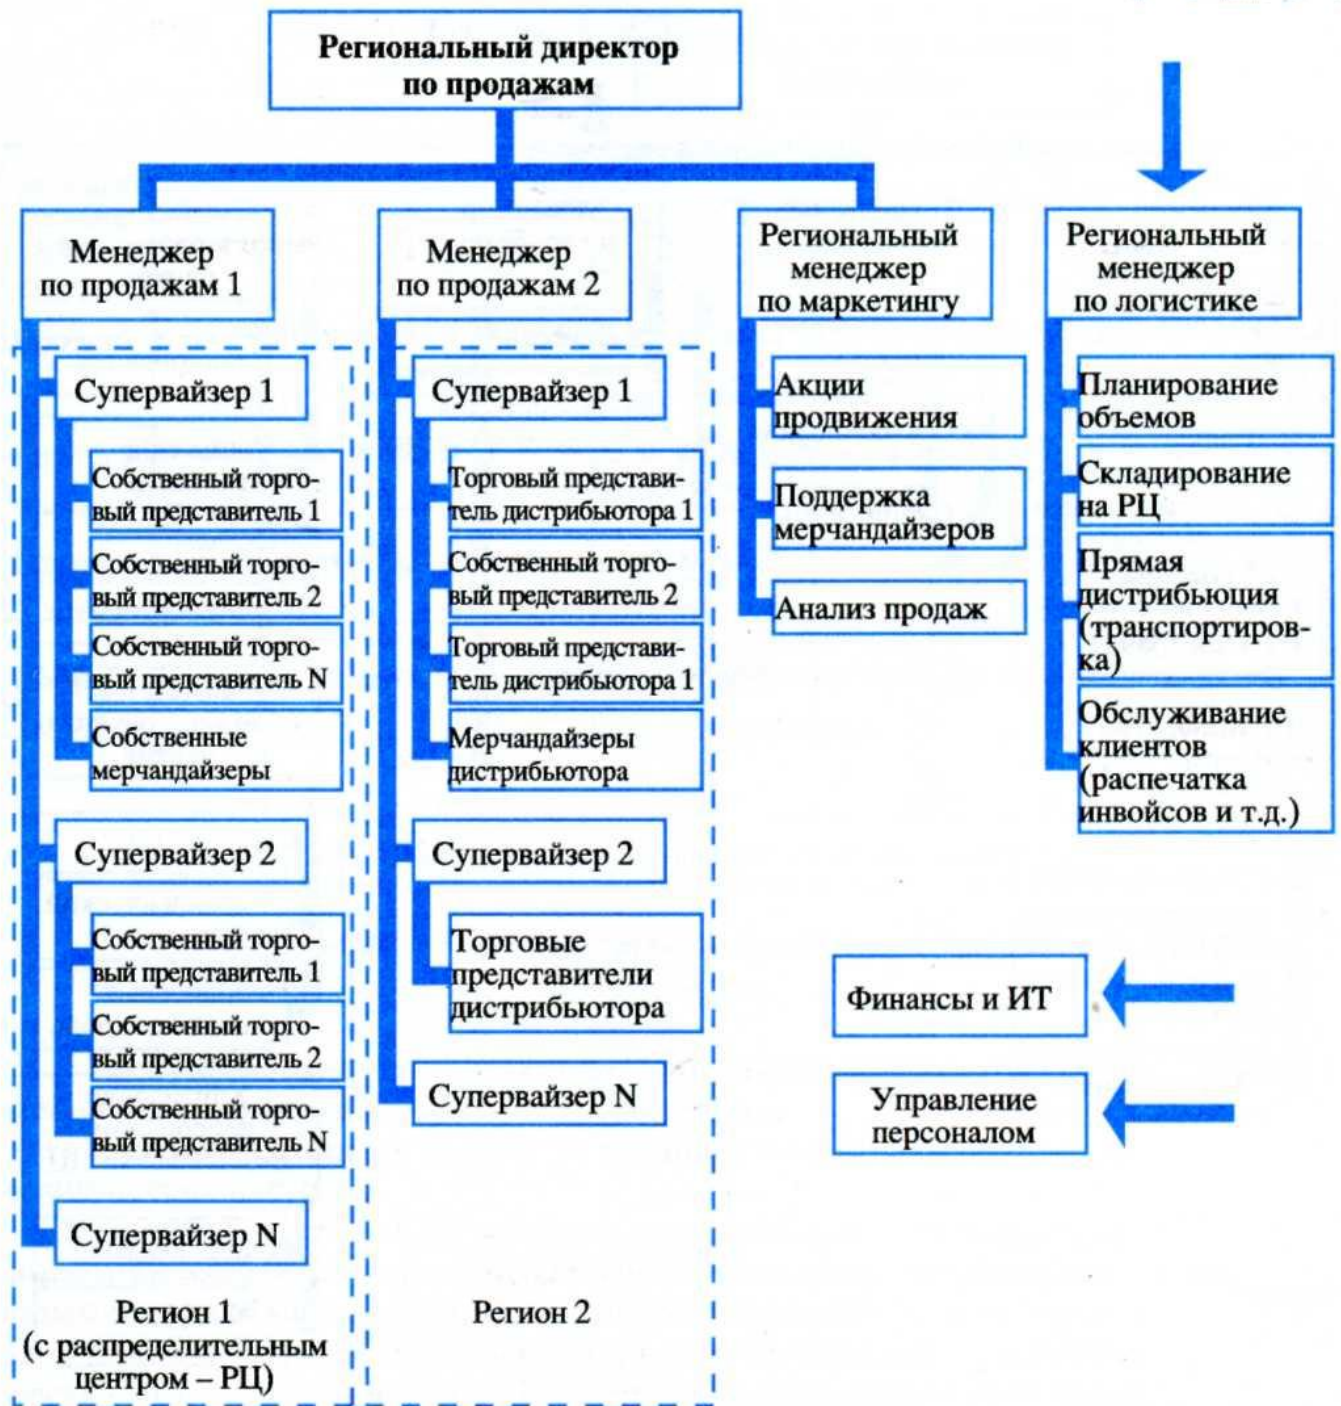 Региональный директор
по продажам
Менеджер
по продажам 1
Супервайзер 1
Собственный торго-
вый представитель 1
Собственный торго-
вый представитель 2
Собственный торго-
вый представитель N
Собственные
мерчандайзеры
Супервайзер 2
Собственный торго-
вый представитель 1
Собственный торго-
вый представитель 2
Собственный торго-
вый представитель N
Супервайзер N
Регион 1
(с распределительным
центром – РЦ)
Менеджер
по продажам 2
Супервайзер 1
Торговый представи-
тель дистрибьютора 1
Собственный торго-
вый представитель 2
Торговый представи-
тель дистрибьютора 1
Мерчандайзеры
дистрибьютора
Супервайзер 2
Торговые
представители
дистрибьютора
Супервайзер N
Регион 2
Региональный
менеджер
по маркетингу
Акции
продвижения
Поддержка
мерчандайзеров
Анализ продаж
Региональный
менеджер
по логистике
Планирование
объемов
Складирование
на РЦ
Прямая
дистрибьюция
(транспортиров-
ка)
Обслуживание
клиентов
(распечатка
инвойсов и т.д.)
Финансы и ИТ
Управление
персоналом